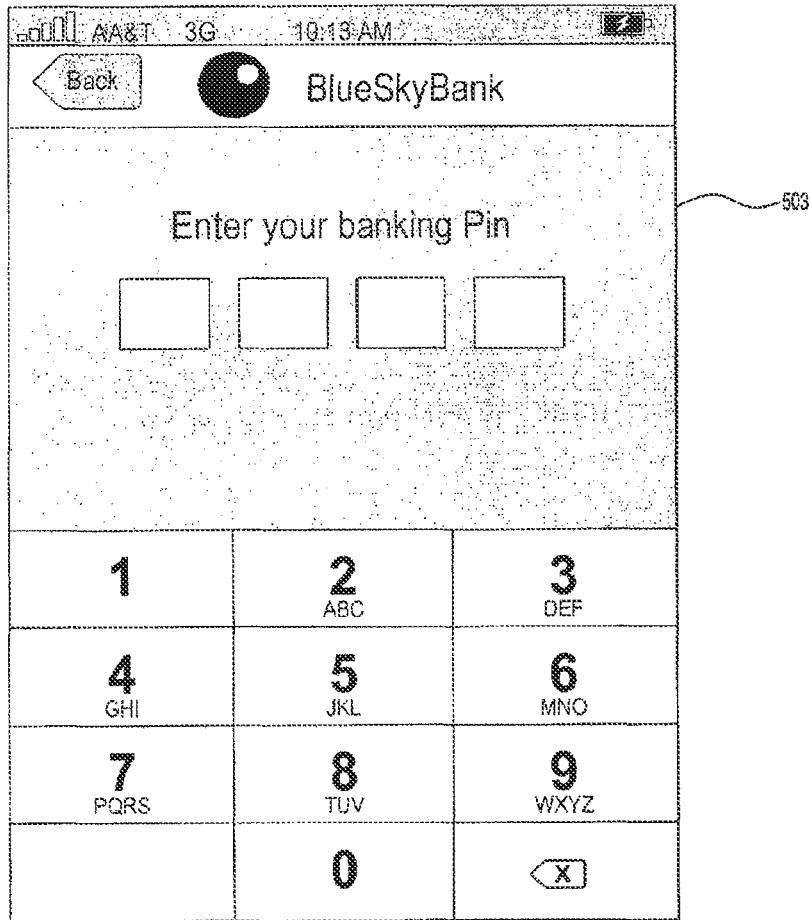 AA&T 3G 10:13 AM
Back BlueSkyBank
503
Enter your banking Pin
1 2 3
ABC DEF
4 5 6
GHI JKL MNO
7 8 9
PQRS TUV WXYZ
0 X